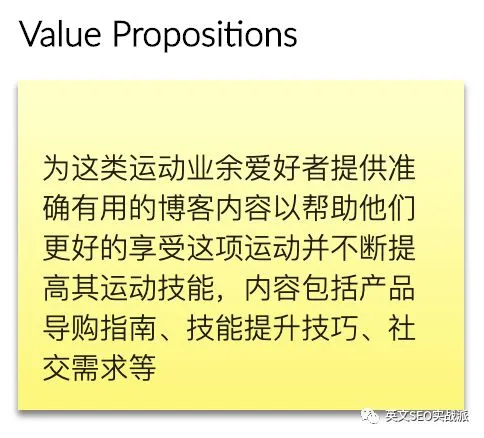 Value Propositions
为这类运动业余爱好者提供准
确有用的博客内容以帮助他们
更好的享受这项运动并不断提
高其运动技能，内容包括产品
导购指南、技能提升技巧、社
交需求等
英文SEO实战派